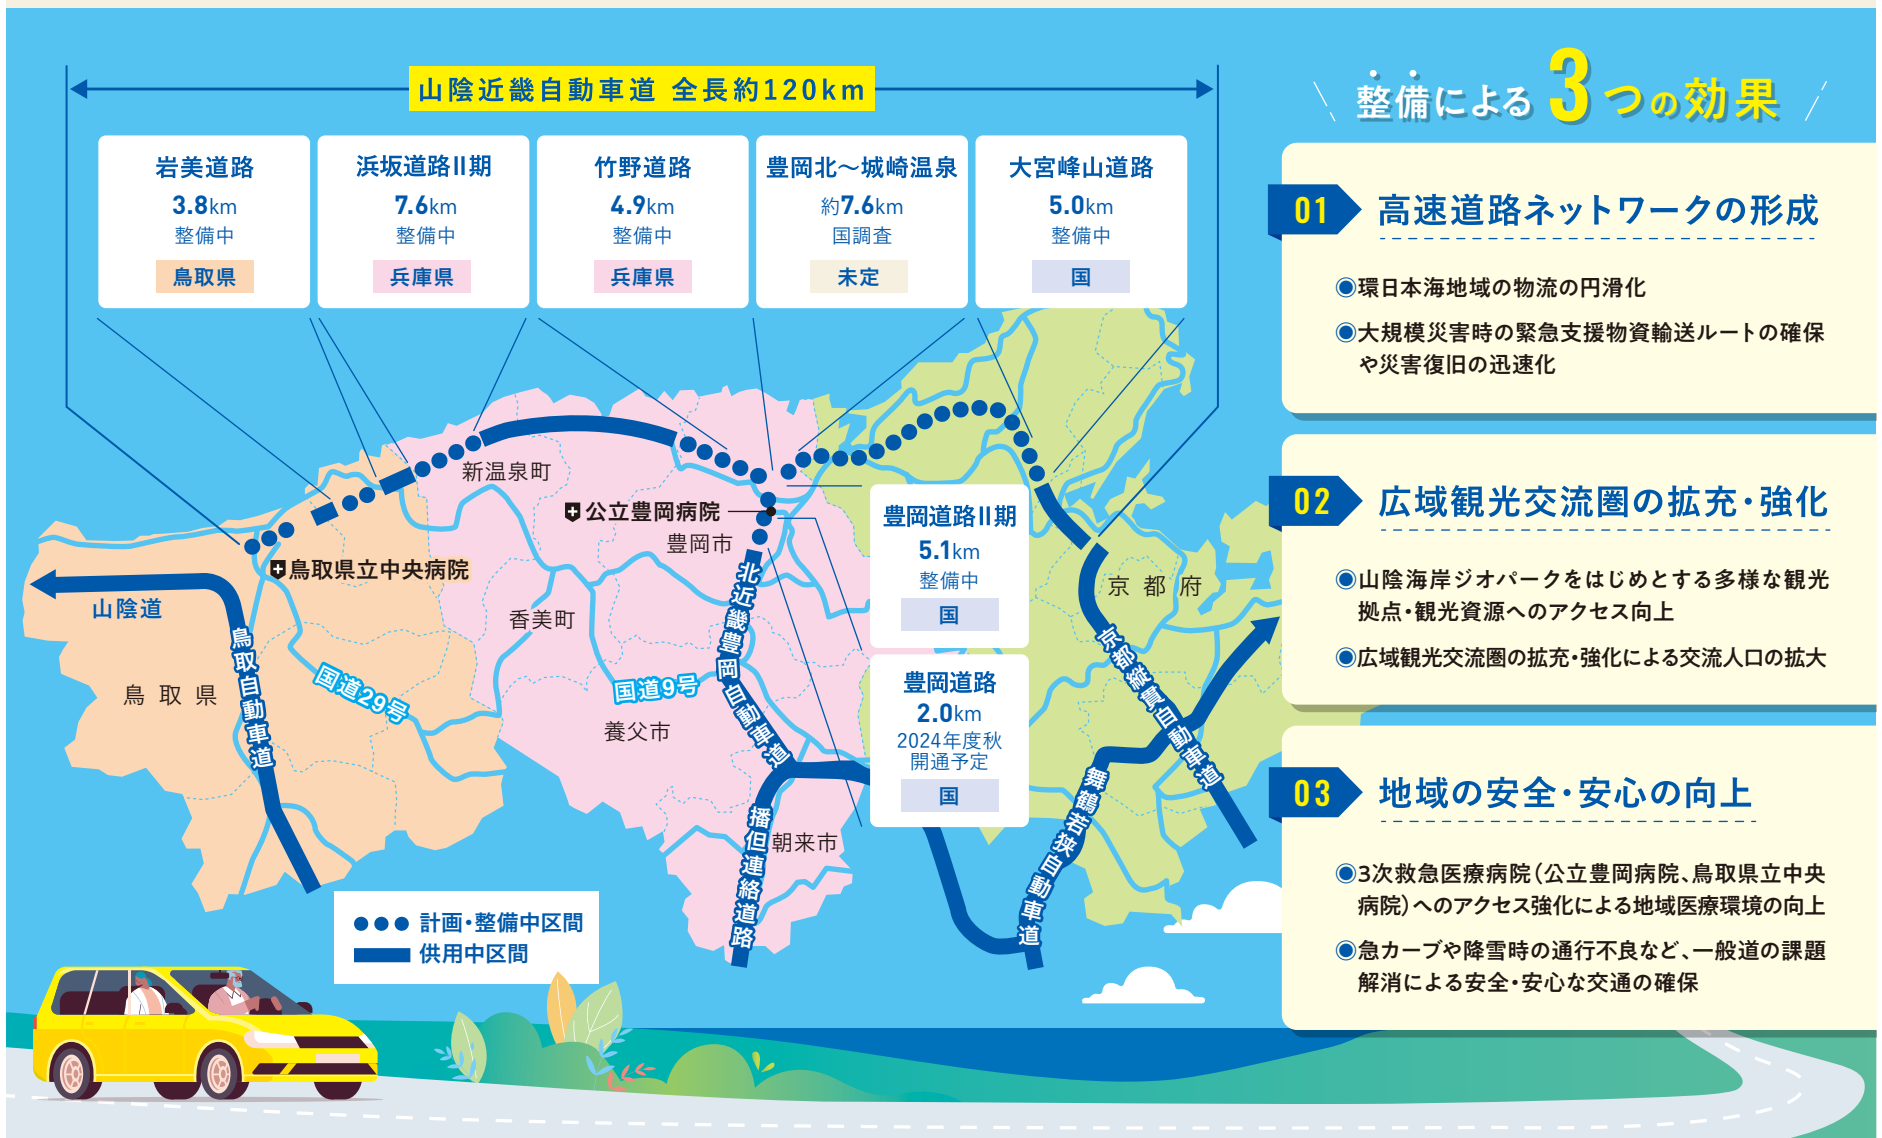 山陰近畿自動車道 全長約120km
岩美道路
3.8km
整備中
鳥取県
浜坂道路Ⅱ期
7.6km
整備中
兵庫県
竹野道路
4.9km
整備中
兵庫県
豊岡北～城崎温泉
約7.6km
国調査
未定
大宮峰山道路
5.0km
整備中
国
新温泉町
公立豊岡病院
豊岡市
鳥取県立中央病院
山陰道
鳥取自動車道
国道29号
鳥取県
香美町
国道9号
養父市
北近畿豊岡自動車道
播但連絡道路
朝来市
豊岡道路Ⅱ期
5.1km
整備中
国
豊岡道路
2.0km
2024年度秋
開通予定
国
京都府
京都縦貫自動車道
舞鶴若狭自動車道
計画・整備中区間
供用中区間
整備による3つの効果
01 高速道路ネットワークの形成
◉環日本海地域の物流の円滑化
◉大規模災害時の緊急支援物資輸送ルートの確保
や災害復旧の迅速化
02 広域観光交流圏の拡充・強化
◉山陰海岸ジオパークをはじめとする多様な観光
拠点・観光資源へのアクセス向上
◉広域観光交流圏の拡充・強化による交流人口の拡大
03 地域の安全・安心の向上
◉3次救急医療病院（公立豊岡病院、鳥取県立中央
病院）へのアクセス強化による地域医療環境の向上
◉急カーブや降雪時の通行不良など、一般道の課題
解消による安全・安心な交通の確保